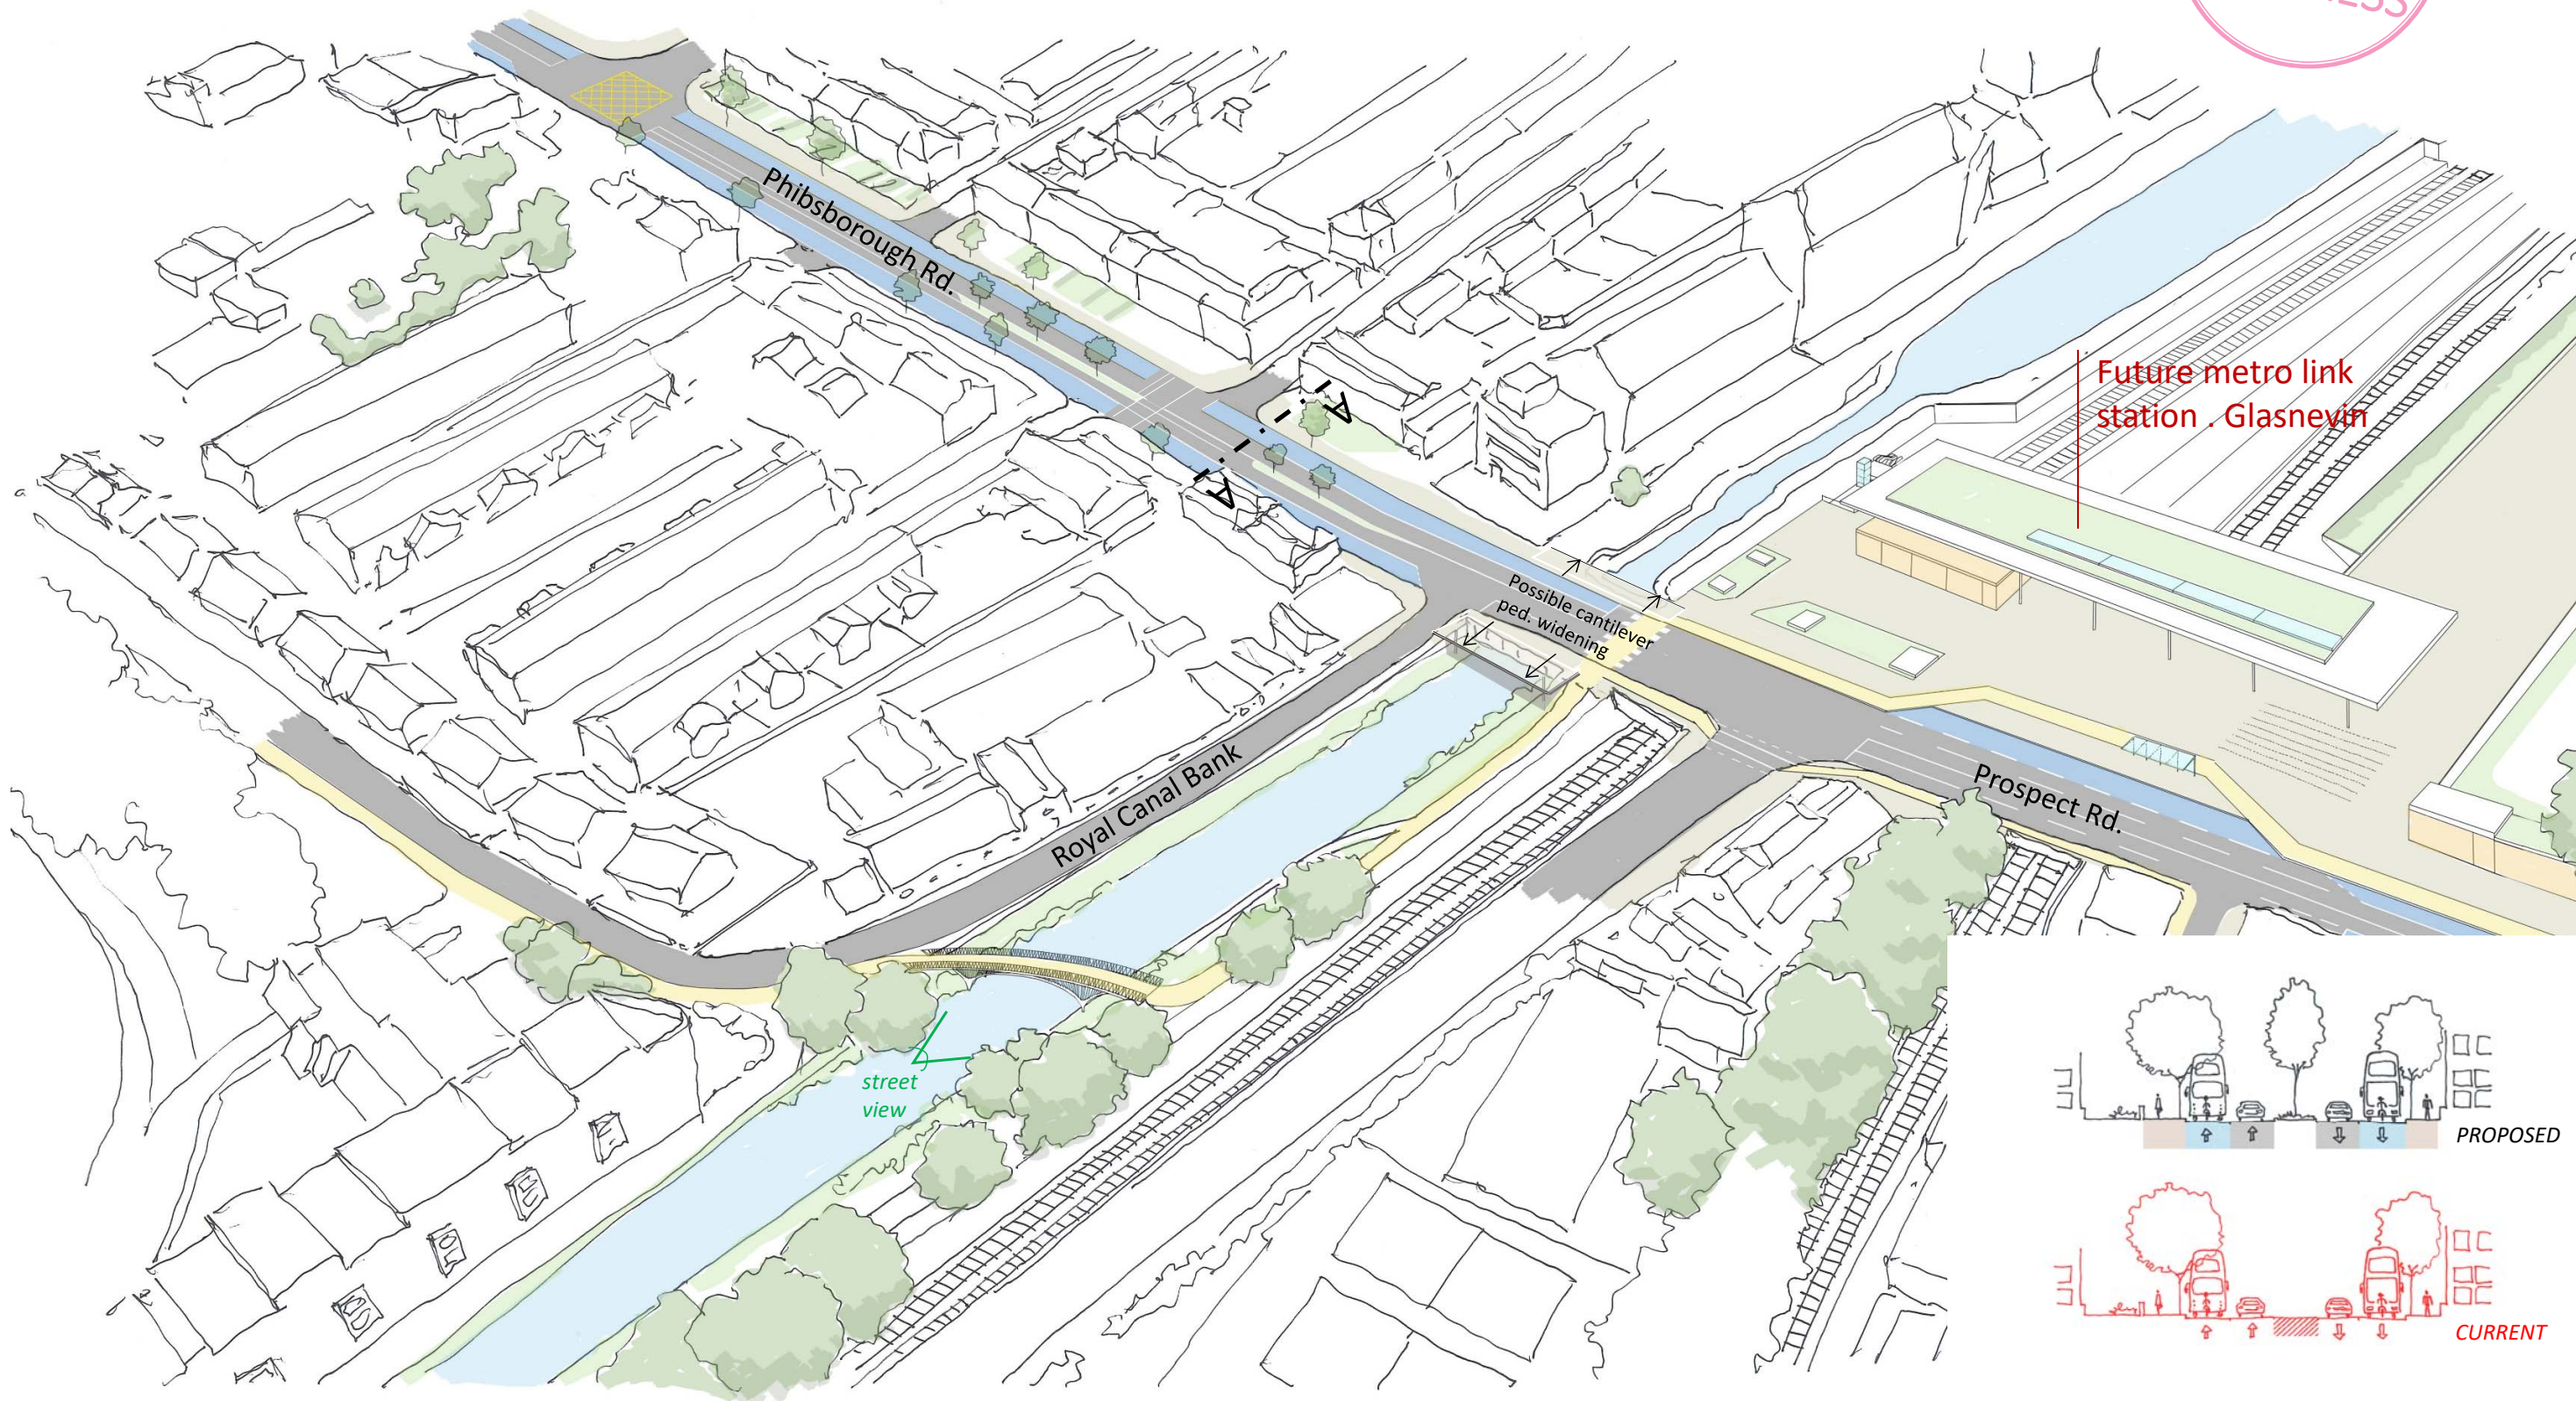 Phibsborough Rd.
A
A
Future metro link
station . Glasnevin
Possible cantilever
ped. widening
Royal Canal Bank
Prospect Rd.
street
view
PROPOSED
CURRENT